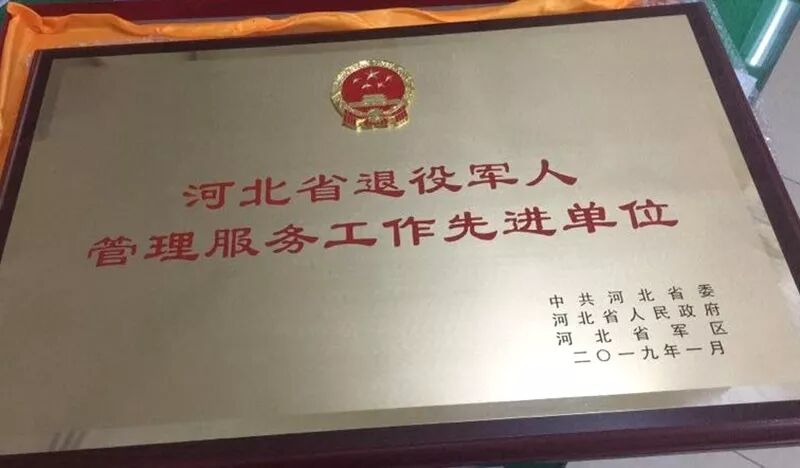 河北省退役军人
管理服务工作先进单位
中共河北省委
河北省人民政府
河北省军区
二〇一九年一月